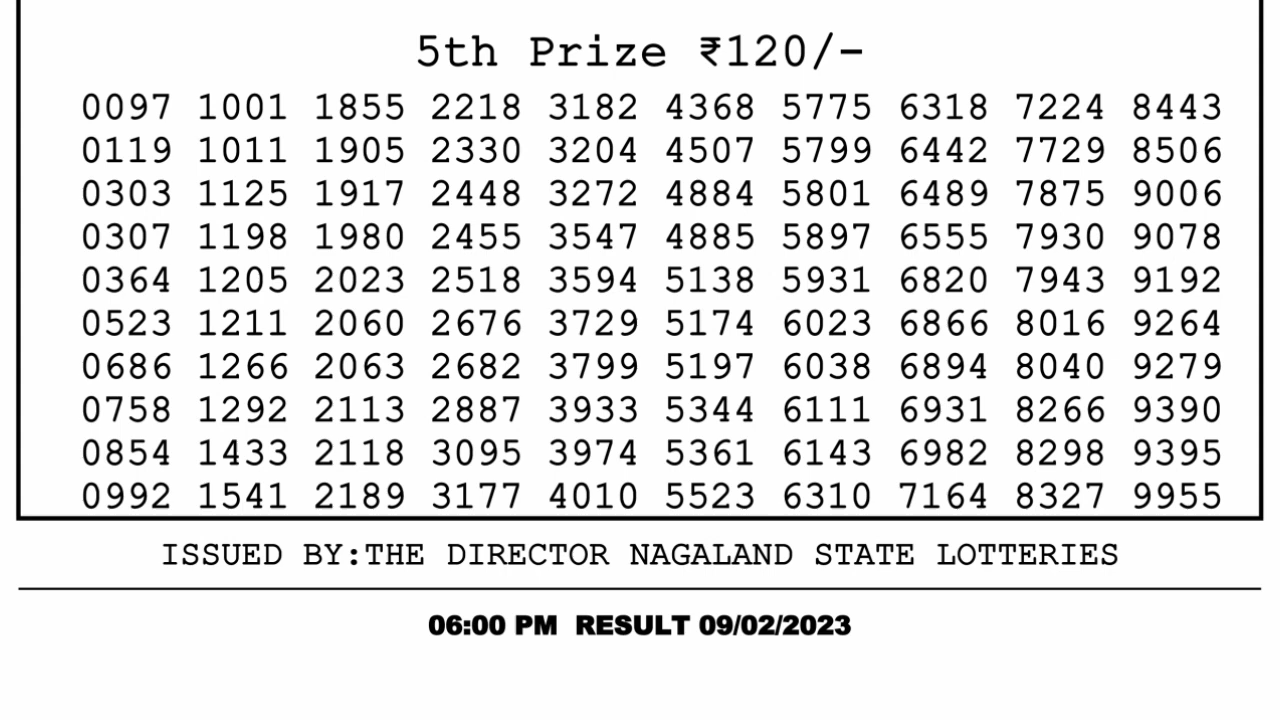 5th Prize ₹120/-
0097 1001 1855 2218 3182 4368 5775 6318 7224 8443
0119 1011 1905 2330 3204 4507 5799 6442 7729 8506
0303 1125 1917 2448 3272 4884 5801 6489 7875 9006
0307 1198 1980 2455 3547 4885 5897 6555 7930 9078
0364 1205 2023 2518 3594 5138 5931 6820 7943 9192
0523 1211 2060 2676 3729 5174 6023 6866 8016 9264
0686 1266 2063 2682 3799 5197 6038 6894 8040 9279
0758 1292 2113 2887 3933 5344 6111 6931 8266 9390
0854 1433 2118 3095 3974 5361 6143 6982 8298 9395
0992 1541 2189 3177 4010 5523 6310 7164 8327 9955
ISSUED BY:THE DIRECTOR NAGALAND STATE LOTTERIES
06:00 PM RESULT 09/02/2023